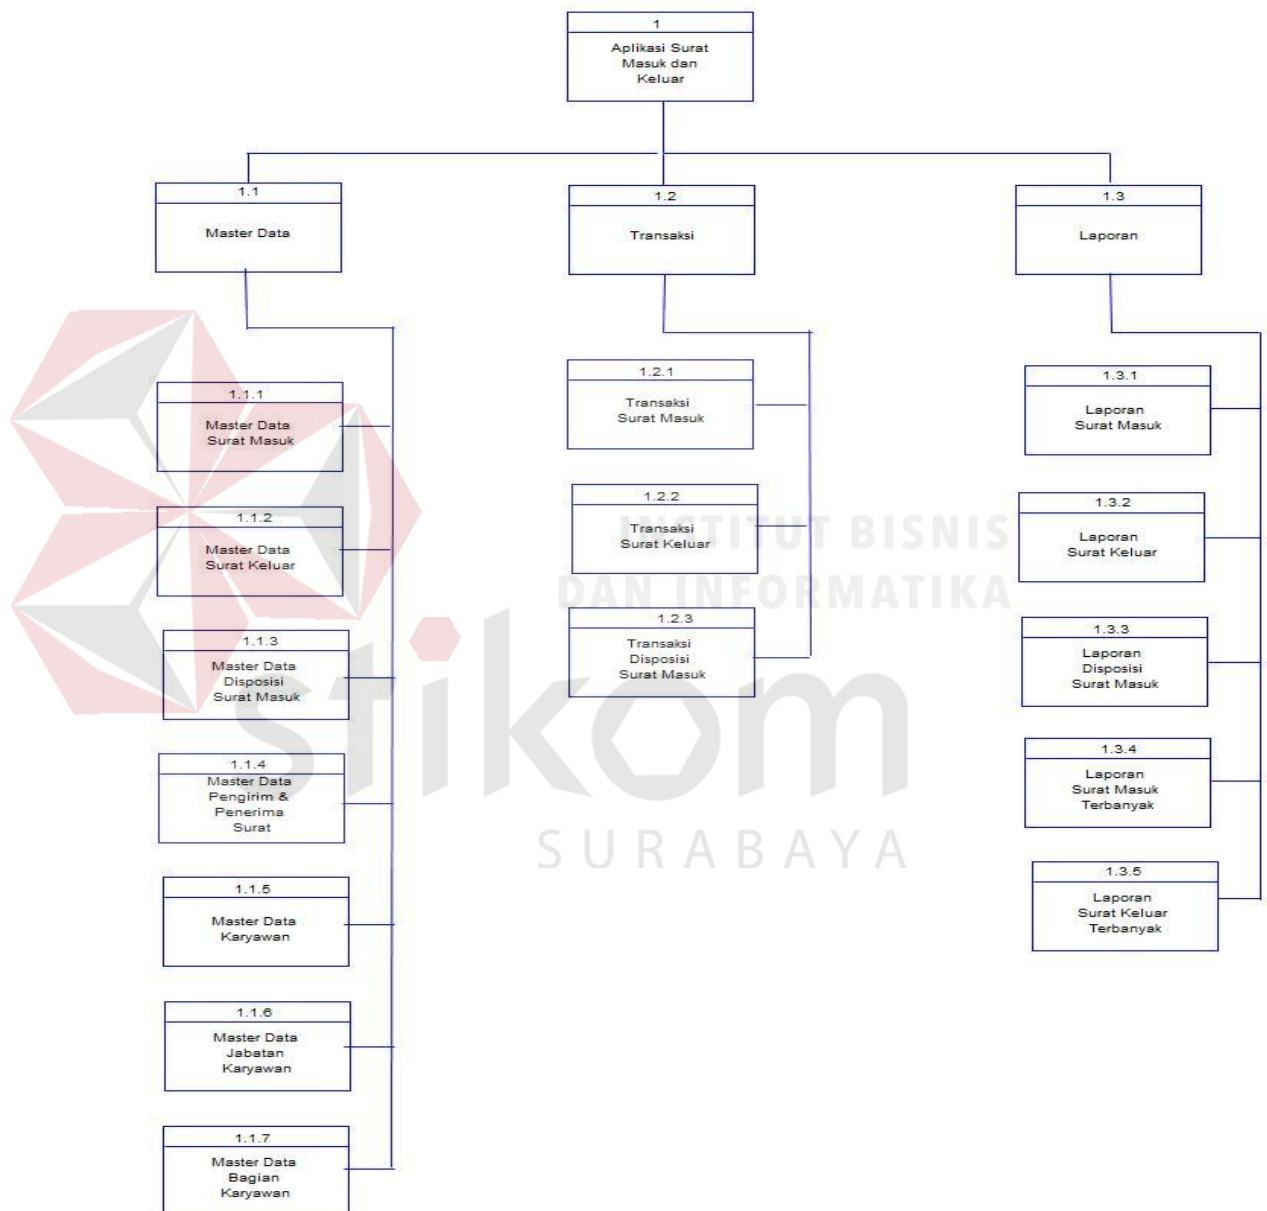 1
Aplikasi Surat
Masuk dan
Keluar
1.1
Master Data
1.2
Transaksi
1.3
Laporan
1.1.1
Master Data
Surat Masuk
1.1.2
Master Data
Surat Keluar
1.1.3
Master Data
Disposisi
Surat Masuk
1.1.4
Master Data
Pengirim &
Penerima
Surat
1.1.5
Master Data
Karyawan
1.1.6
Master Data
Jabatan
Karyawan
1.1.7
Master Data
Bagian
Karyawan
1.2.1
Transaksi
Surat Masuk
1.2.2
Transaksi
Surat Keluar
1.2.3
Transaksi
Disposisi
Surat Masuk
1.3.1
Laporan
Surat Masuk
1.3.2
Laporan
Surat Keluar
1.3.3
Laporan
Disposisi
Surat Masuk
1.3.4
Laporan
Surat Masuk
Terbanyak
1.3.5
Laporan
Surat Keluar
Terbanyak
INSTITUT BISNIS
DAN INFORMATIKA
stikom
SURABAYA